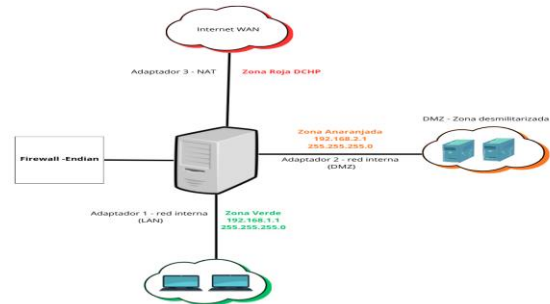 Internet WAN
Adaptador 3 - NAT
Zona Roja DCHP
DMZ - Zona desmilitarizada
Zona Anaranjada
192.168.2.1
255.255.255.0
Adaptador 2 - red interna
(DMZ)
Firewall -Endian
Adaptador 1 - red interna
(LAN)
Zona Verde
192.168.1.1
255.255.255.0